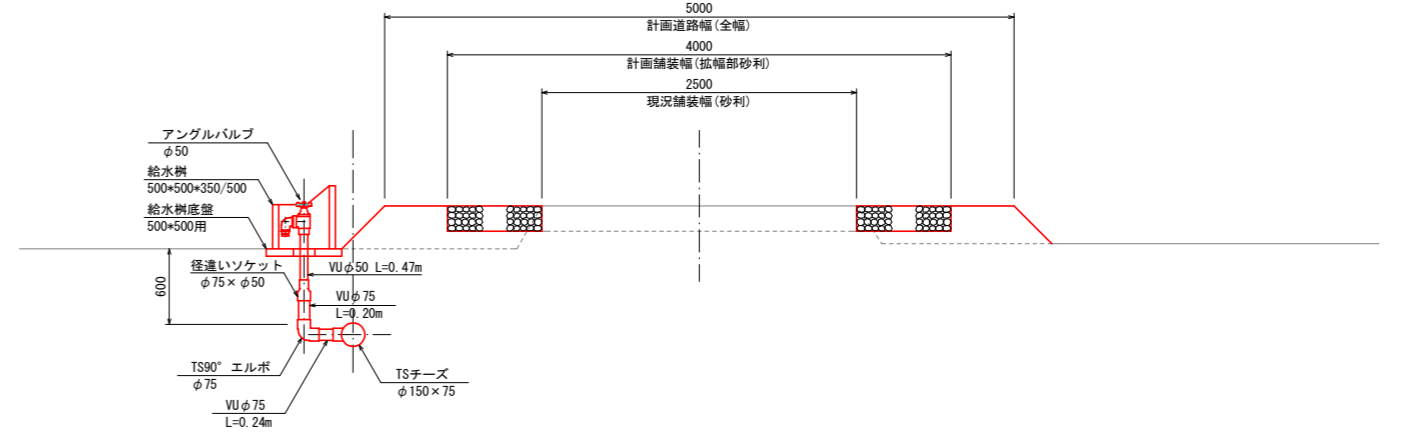 5000
計画道路幅(全幅)
4000
計画舗装幅(拡幅部砂利)
2500
現況舗装幅(砂利)
アングルバルブ
φ50
給水桝
500*500*350/500
給水桝底盤
500*500用
径違いソケット
φ75×φ50
600
VUφ50 L=0.47m
VUφ75
L=0.20m
TS90°エルボ
φ75
TSチーズ
φ150×75
VUφ75
L=0.24m